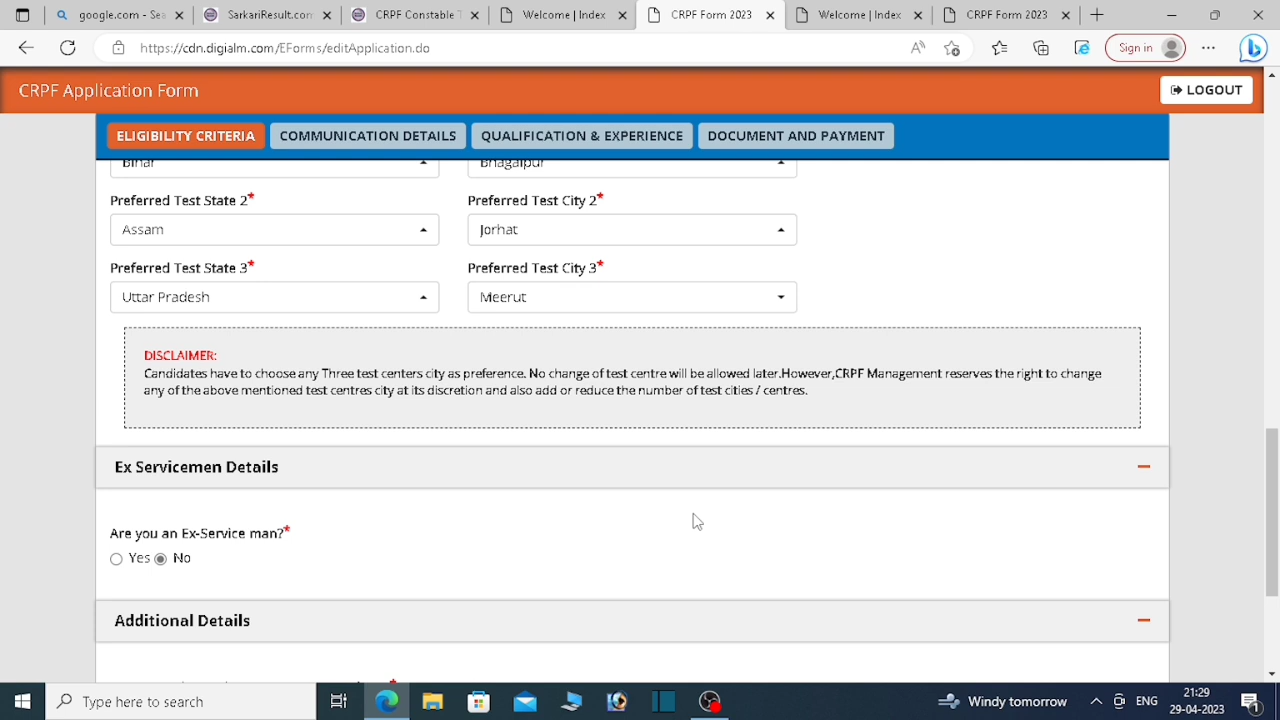 google.com - Sea
SarkariResult.com
CRPF Constable T
Welcome | Index
CRPF Form 2023
Welcome | Index
CRPF Form 2023
https://cdn.digialm.com/EForms/editApplication.do
Sign in
CRPF Application Form
LOGOUT
ELIGIBILITY CRITERIA
COMMUNICATION DETAILS
QUALIFICATION & EXPERIENCE
DOCUMENT AND PAYMENT
Bihar
Bhagalpur
Preferred Test State 2*
Preferred Test City 2*
Assam
Jorhat
Preferred Test State 3*
Preferred Test City 3*
Uttar Pradesh
Meerut
DISCLAIMER:
Candidates have to choose any Three test centers city as preference. No change of test centre will be allowed later.However,CRPF Management reserves the right to change
any of the above mentioned test centres city at its discretion and also add or reduce the number of test cities / centres.
Ex Servicemen Details
Are you an Ex-Service man?*
Yes No
Additional Details
Type here to search
Windy tomorrow
ENG
21:29
29-04-2023
1